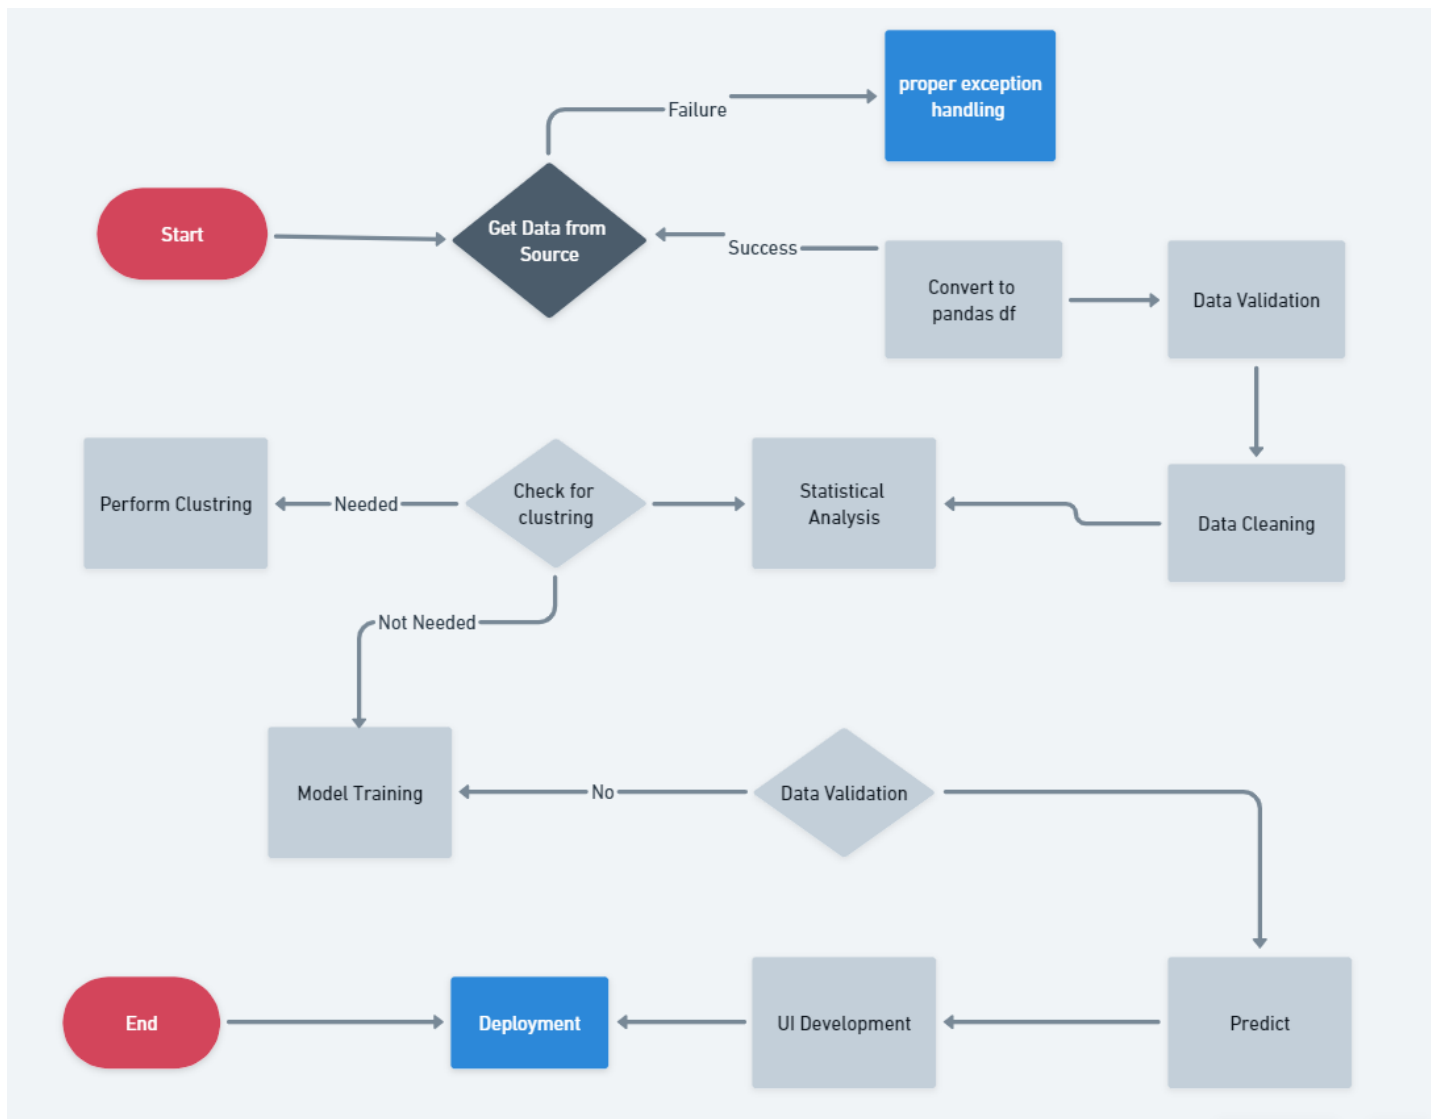 proper exception
handling
Failure
Start
Get Data from
Source
Success
Convert to
pandas df
Data Validation
Perform Clustring
Needed
Check for
clustring
Statistical
Analysis
Data Cleaning
Not Needed
Model Training
No
Data Validation
End
Deployment
UI Development
Predict